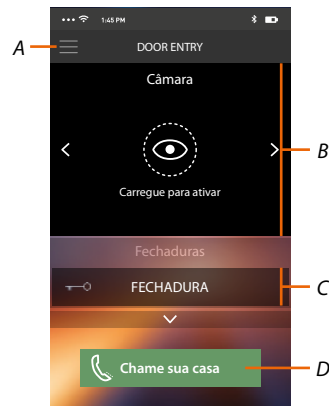 1:45 PM
A
DOOR ENTRY
Câmara
B
Carregue para ativar
Fechaduras
FECHADURA
C
Chame sua casa
D